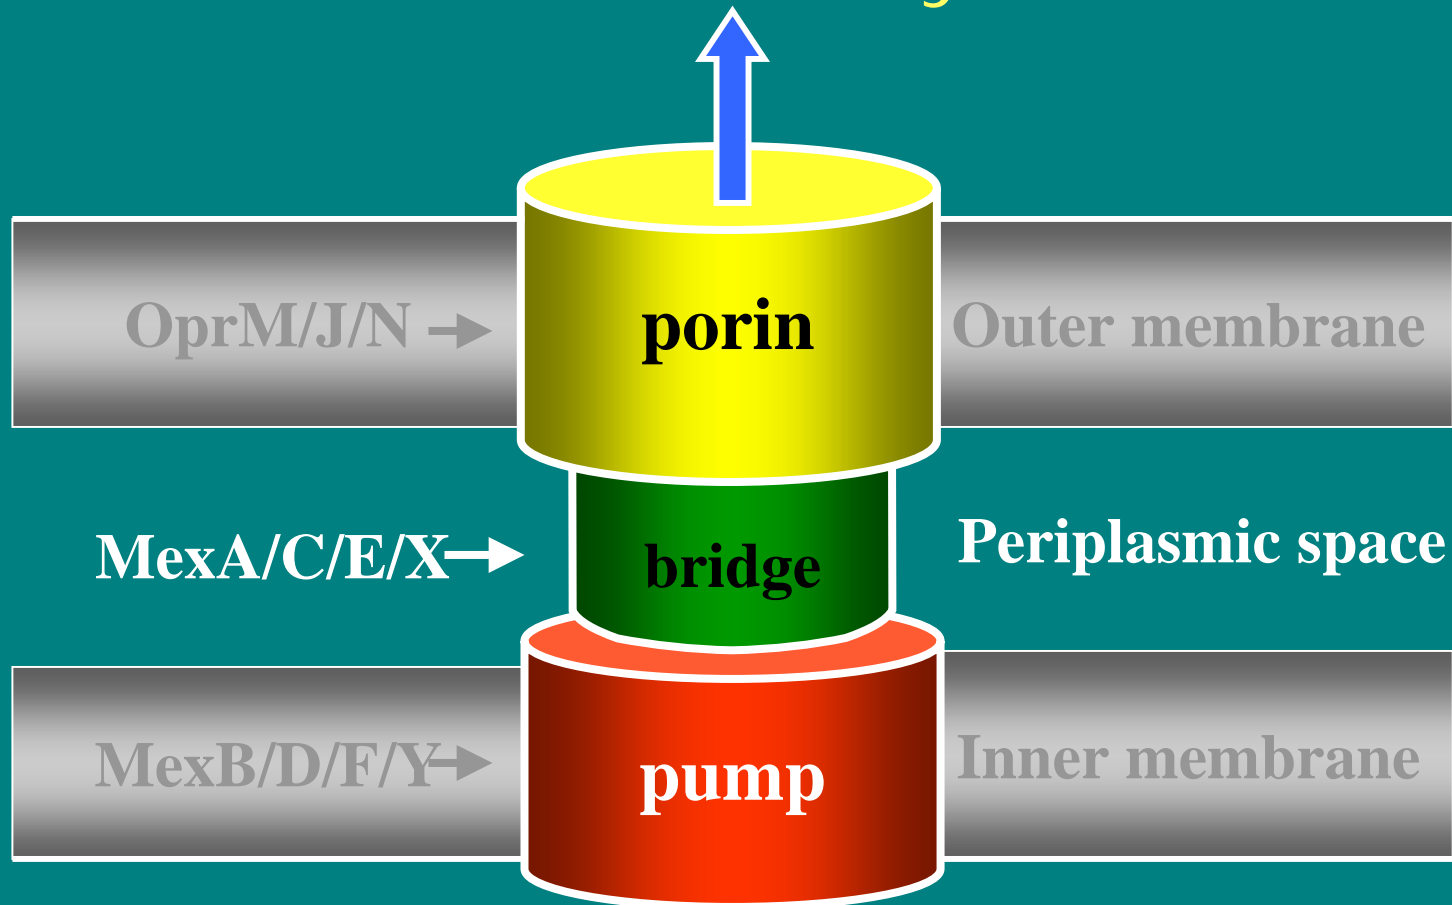 OprM/J/N
porin
Outer membrane
MexA/C/E/X
bridge
Periplasmic space
MexB/D/F/Y
pump
Inner membrane